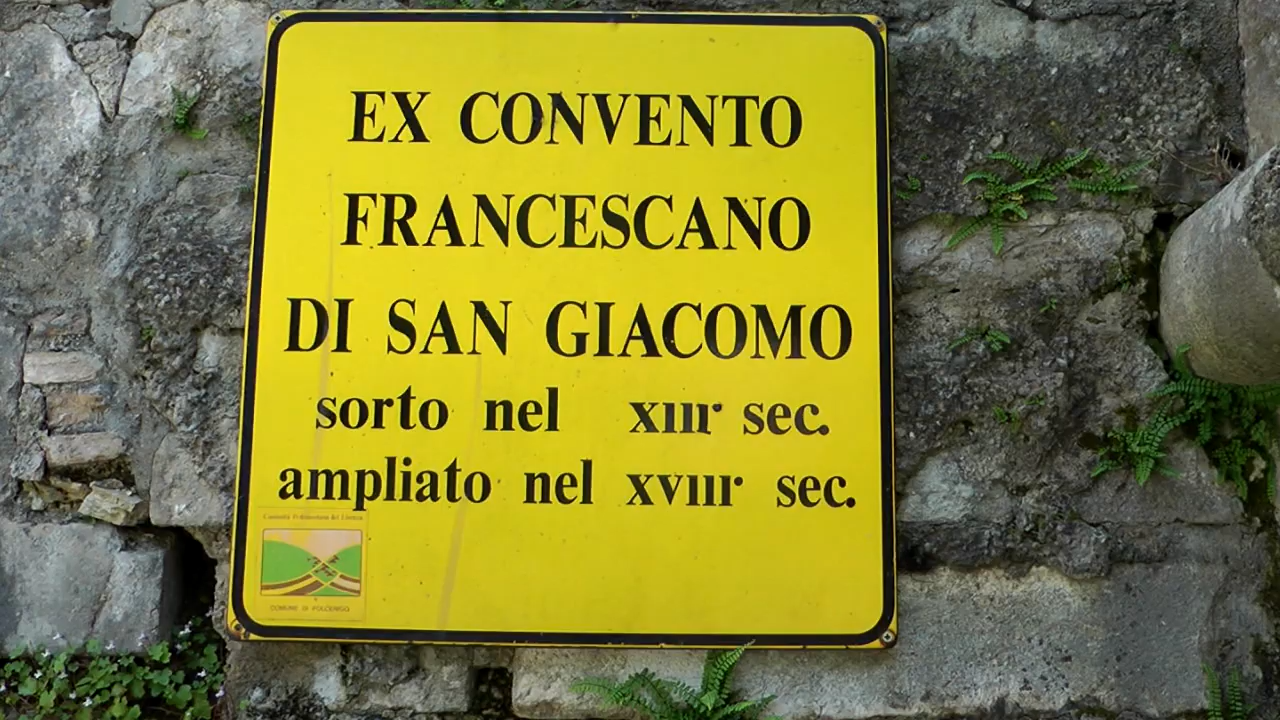 EX CONVENTO
FRANCESCANO
DI SAN GIACOMO
sorto nel XIII° sec.
ampliato nel XVIII° sec.
COMUNE DI POLCENIGO